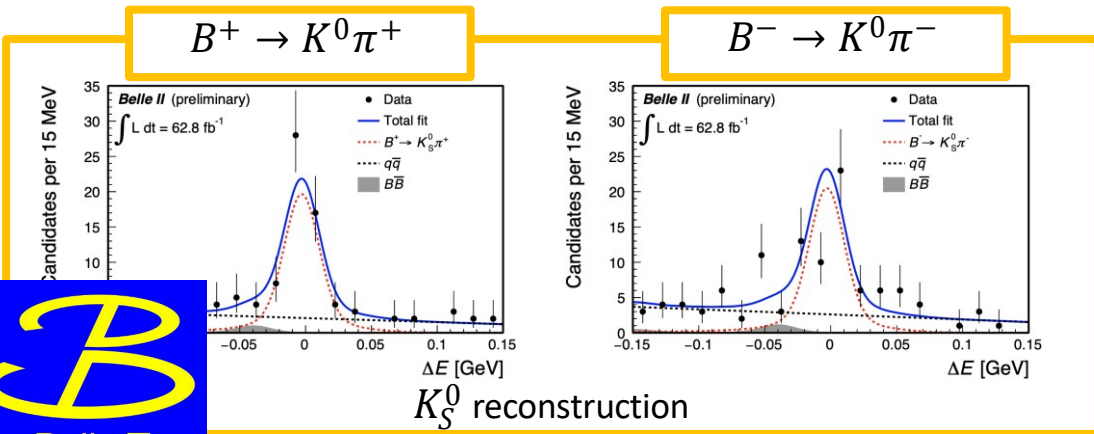 B⁺ → K⁰π⁺
B⁻ → K⁰π⁻
Candidates per 15 MeV
35
30
25
20
15
10
Belle II (preliminary)
∫ L dt = 62.8 fb⁻¹
Data
Total fit
B⁺→ K⁰_S π⁺
qq̅
BB̅
−0.05
0
0.05
0.1
0.15
ΔE [GeV]
Candidates per 15 MeV
35
30
25
20
15
10
5
0
Belle II (preliminary)
∫ L dt = 62.8 fb⁻¹
Data
Total fit
B⁻→ K⁰_S π⁻
qq̅
BB̅
−0.15
−0.1
−0.05
0
0.05
0.1
0.15
ΔE [GeV]
B
K⁰_S reconstruction